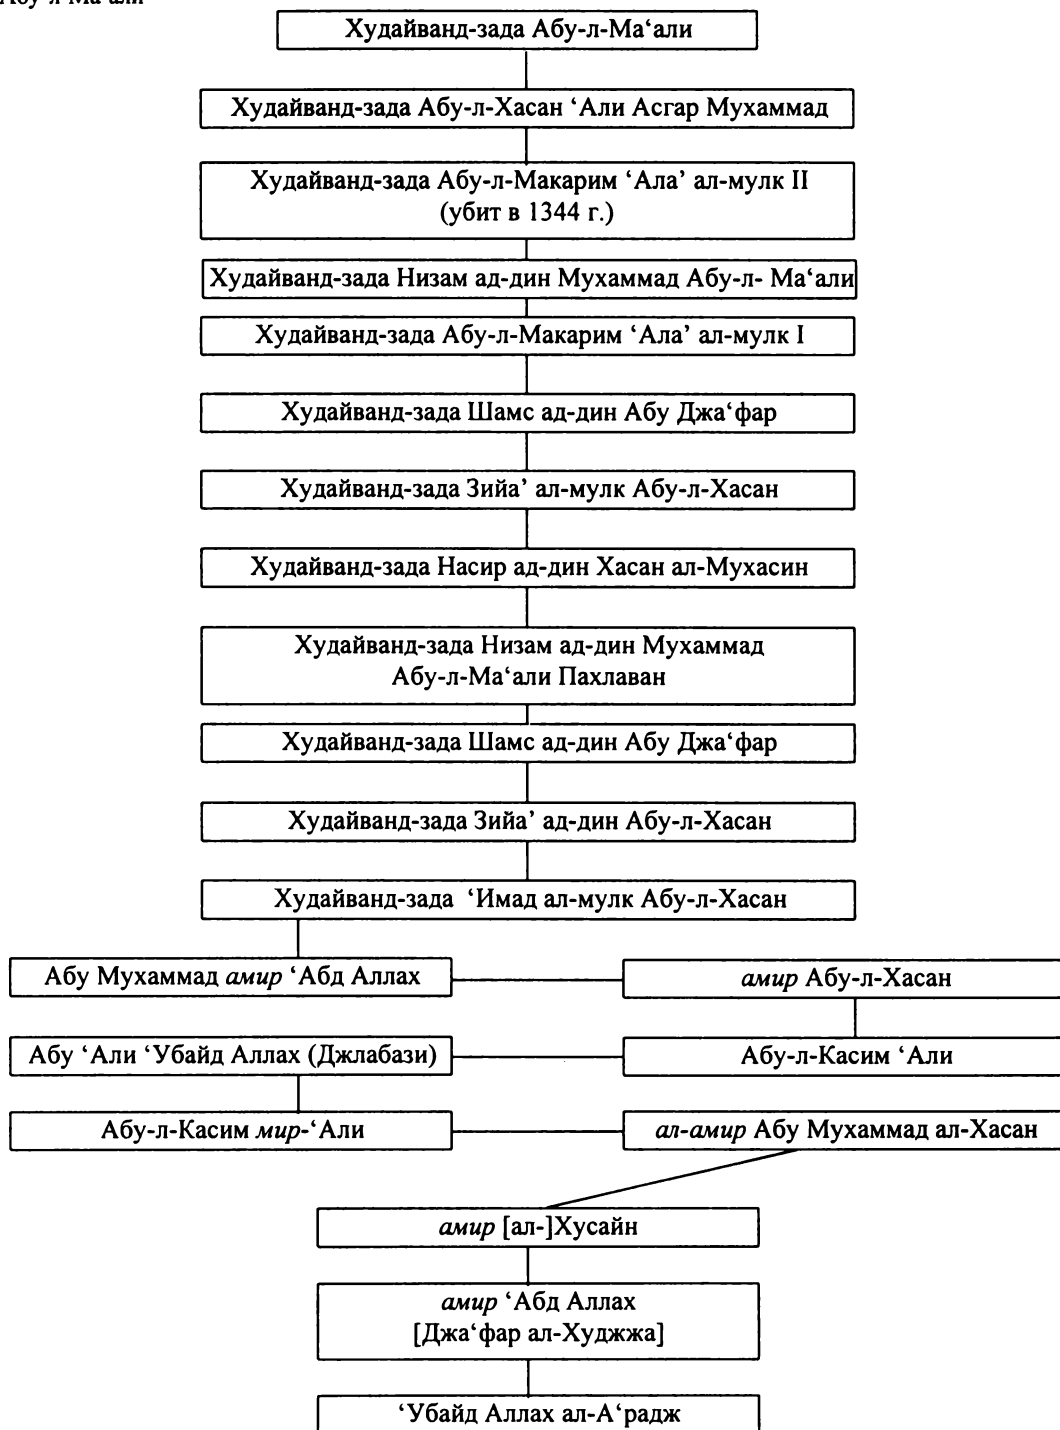 Абу-л-Ма‘али
Худайванд-зада Абу-л-Ма‘али
Худайванд-зада Абу-л-Хасан ‘Али Асгар Мухаммад
Худайванд-зада Абу-л-Макарим ‘Ала’ ал-мулк II
(убит в 1344 г.)
Худайванд-зада Низам ад-дин Мухаммад Абу-л- Ма‘али
Худайванд-зада Абу-л-Макарим ‘Ала’ ал-мулк I
Худайванд-зада Шамс ад-дин Абу Джа‘фар
Худайванд-зада Зийа’ ал-мулк Абу-л-Хасан
Худайванд-зада Насир ад-дин Хасан ал-Мухасин
Худайванд-зада Низам ад-дин Мухаммад
Абу-л-Ма‘али Пахлаван
Худайванд-зада Шамс ад-дин Абу Джа‘фар
Худайванд-зада Зийа’ ад-дин Абу-л-Хасан
Худайванд-зада ‘Имад ал-мулк Абу-л-Хасан
Абу Мухаммад амир ‘Абд Аллах
амир Абу-л-Хасан
Абу ‘Али ‘Убайд Аллах (Джлабази)
Абу-л-Касим ‘Али
Абу-л-Касим мир-‘Али
ал-амир Абу Мухаммад ал-Хасан
амир [ал-]Хусайн
амир ‘Абд Аллах
[Джа‘фар ал-Худжжа]
‘Убайд Аллах ал-А‘радж